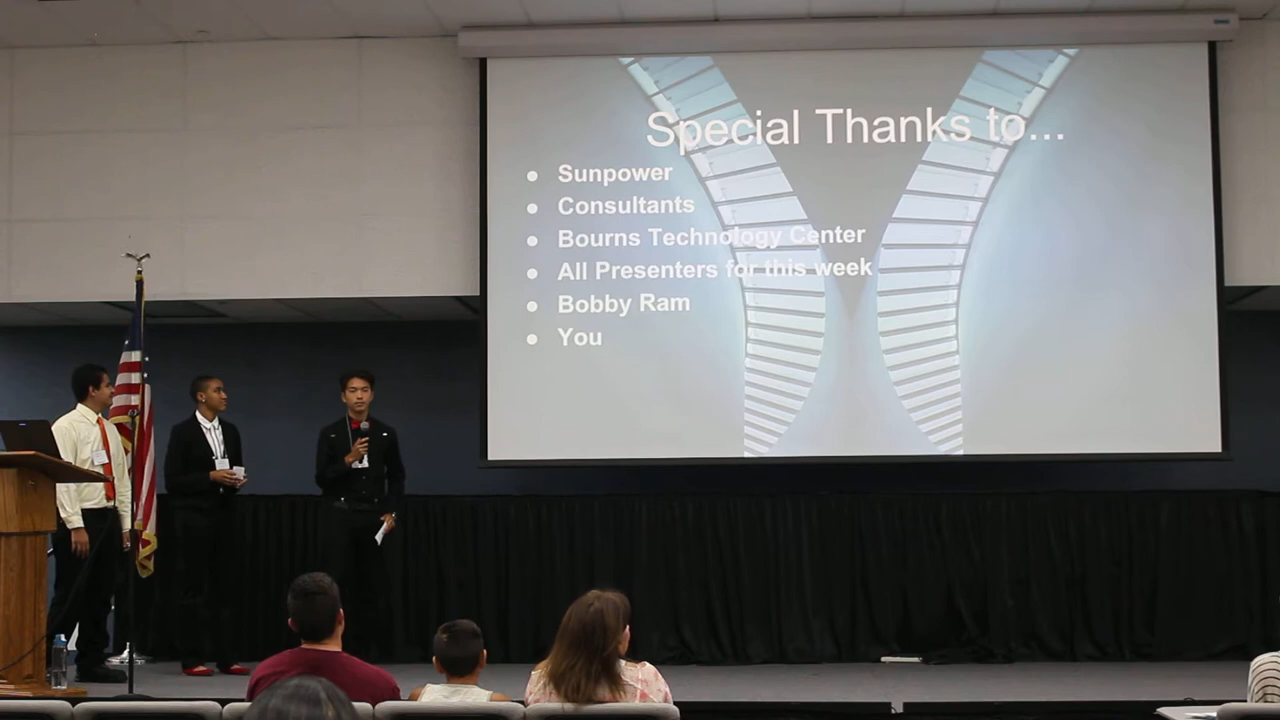 Special Thanks to...
● Sunpower
● Consultants
● Bourns Technology Center
● All Presenters for this week
● Bobby Ram
● You